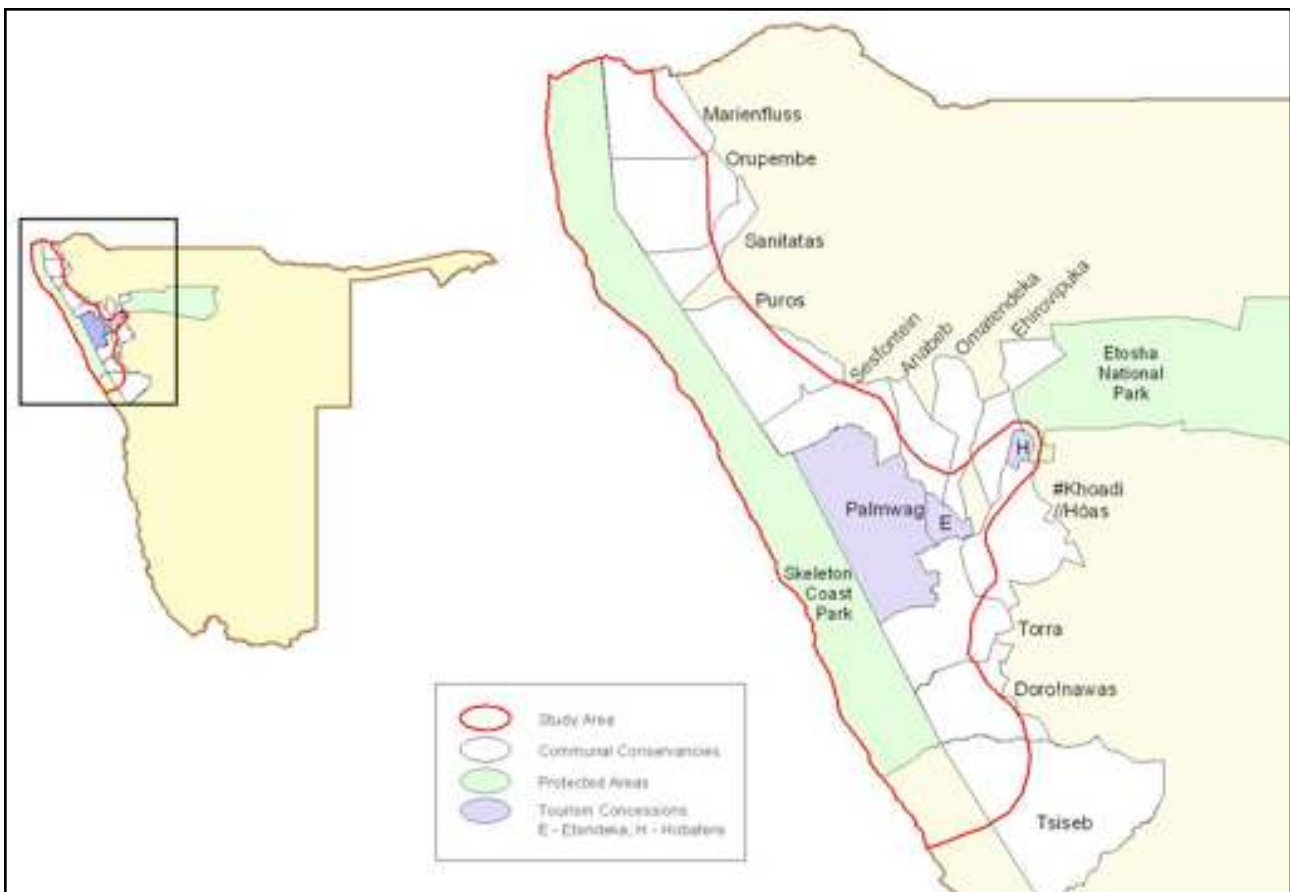 Marienfluss
Orupembe
Sanitatas
Puros
Sesfontein
Anabeb
Omatendeka
Ehirovipuka
Etosha
National
Park
H
#Khoadi
//Hôas
Palmwag
E
Skeleton
Coast
Park
Torra
Doro!nawas
Tsiseb
Study Area
Communal Conservancies
Protected Areas
Tourism Concessions
E - Etendeka, H - Hobatere